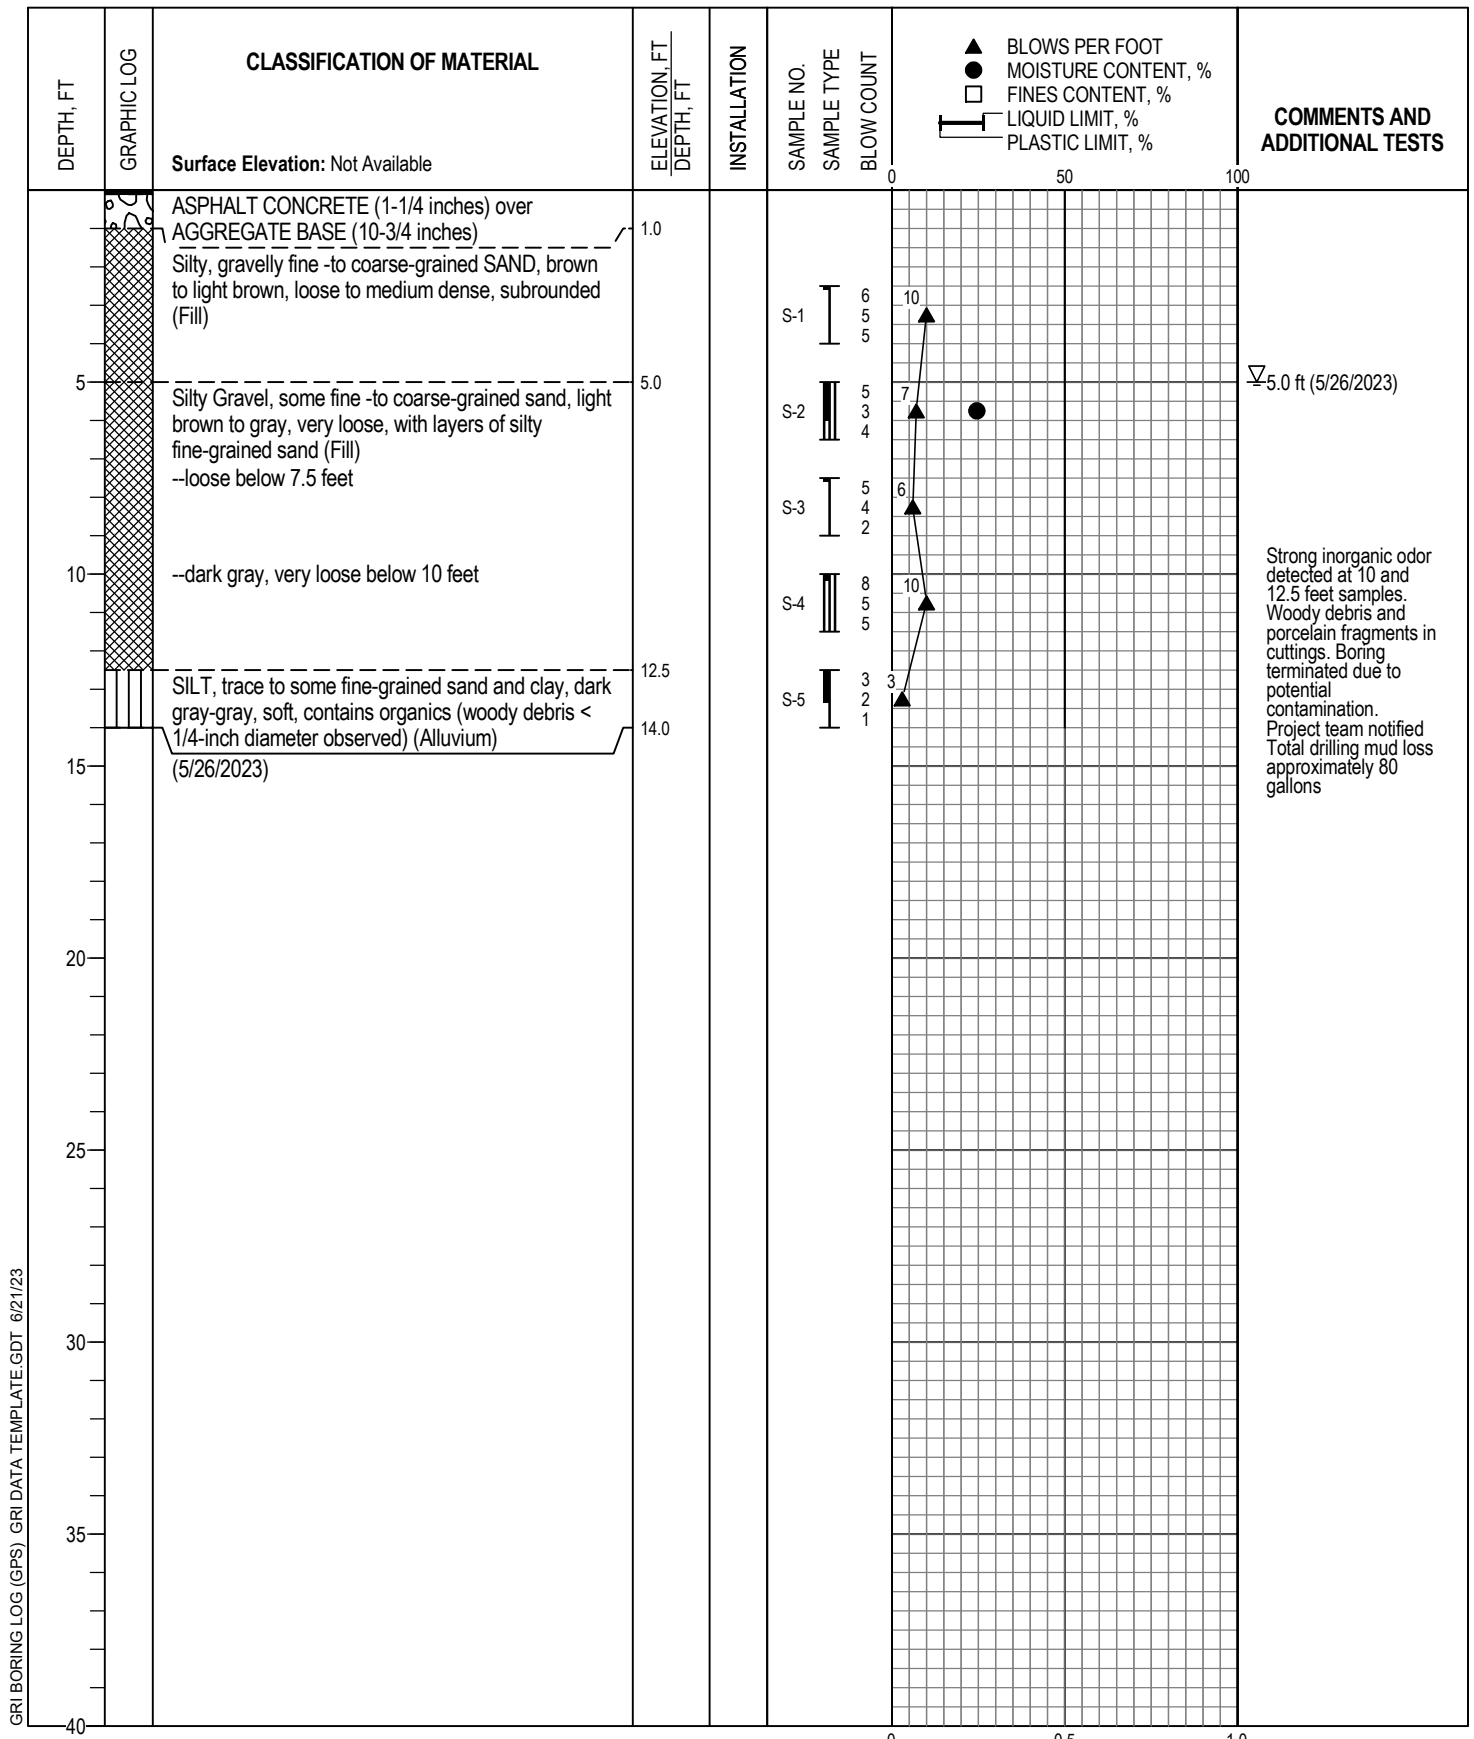 DEPTH, FT
GRAPHIC LOG
CLASSIFICATION OF MATERIAL
Surface Elevation: Not Available
ELEVATION, FT
DEPTH, FT
INSTALLATION
SAMPLE NO.
SAMPLE TYPE
BLOW COUNT
▲ BLOWS PER FOOT
● MOISTURE CONTENT, %
□ FINES CONTENT, %
LIQUID LIMIT, %
PLASTIC LIMIT, %
0 50 100
COMMENTS AND
ADDITIONAL TESTS
ASPHALT CONCRETE (1-1/4 inches) over
AGGREGATE BASE (10-3/4 inches)
1.0
Silty, gravelly fine -to coarse-grained SAND, brown
to light brown, loose to medium dense, subrounded
(Fill)
S-1
6
5
5
10
5
5.0
5.0 ft (5/26/2023)
Silty Gravel, some fine -to coarse-grained sand, light
brown to gray, very loose, with layers of silty
fine-grained sand (Fill)
S-2
5
3
4
7
--loose below 7.5 feet
S-3
5
4
2
6
10
--dark gray, very loose below 10 feet
S-4
8
5
5
10
Strong inorganic odor
detected at 10 and
12.5 feet samples.
Woody debris and
porcelain fragments in
cuttings. Boring
terminated due to
potential
contamination.
Project team notified
Total drilling mud loss
approximately 80
gallons
12.5
SILT, trace to some fine-grained sand and clay, dark
gray-gray, soft, contains organics (woody debris <
1/4-inch diameter observed) (Alluvium)
14.0
S-5
3
2
1
3
15
(5/26/2023)
20
25
30
35
40
0 0.5 1.0
GRI BORING LOG (GPS) GRI DATA TEMPLATE.GDT 6/21/23